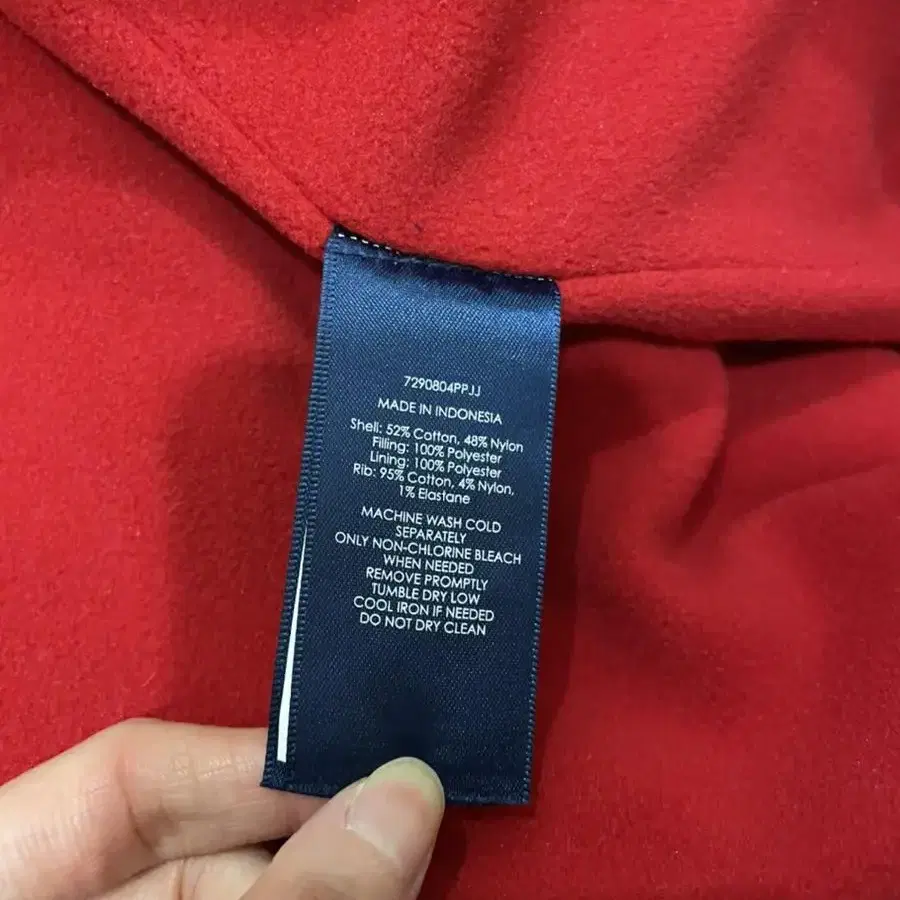 7290804PPJJ
MADE IN INDONESIA
Shell: 52% Cotton, 48% Nylon
Filling: 100% Polyester
Lining: 100% Polyester
Rib: 95% Cotton, 4% Nylon,
1% Elastane
MACHINE WASH COLD
SEPARATELY
ONLY NON-CHLORINE BLEACH
WHEN NEEDED
REMOVE PROMPTLY
TUMBLE DRY LOW
COOL IRON IF NEEDED
DO NOT DRY CLEAN